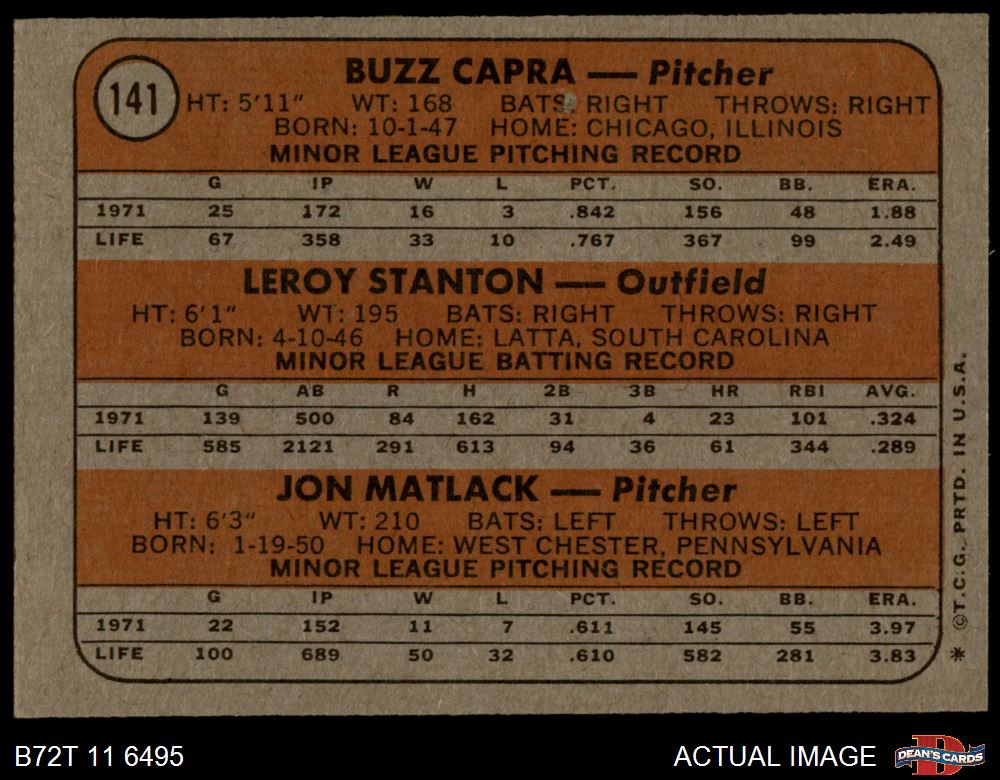 141
BUZZ CAPRA — Pitcher
HT: 5'11" WT: 168 BATS: RIGHT THROWS: RIGHT
BORN: 10-1-47 HOME: CHICAGO, ILLINOIS
MINOR LEAGUE PITCHING RECORD
G IP W L PCT. SO. BB. ERA.
1971 25 172 16 3 .842 156 48 1.88
LIFE 67 358 33 10 .767 367 99 2.49
LEROY STANTON — Outfield
HT: 6'1" WT: 195 BATS: RIGHT THROWS: RIGHT
BORN: 4-10-46 HOME: LATTA, SOUTH CAROLINA
MINOR LEAGUE BATTING RECORD
G AB R H 2B 3B HR RBI AVG.
1971 139 500 84 162 31 4 23 101 .324
LIFE 585 2121 291 613 94 36 61 344 .289
JON MATLACK — Pitcher
HT: 6'3" WT: 210 BATS: LEFT THROWS: LEFT
BORN: 1-19-50 HOME: WEST CHESTER, PENNSYLVANIA
MINOR LEAGUE PITCHING RECORD
G IP W L PCT. SO. BB. ERA.
1971 22 152 11 7 .611 145 55 3.97
LIFE 100 689 50 32 .610 582 281 3.83
* ©T.C.G. PRTD. IN U.S.A.
B72T 11 6495
ACTUAL IMAGE
D
DEAN'S CARDS